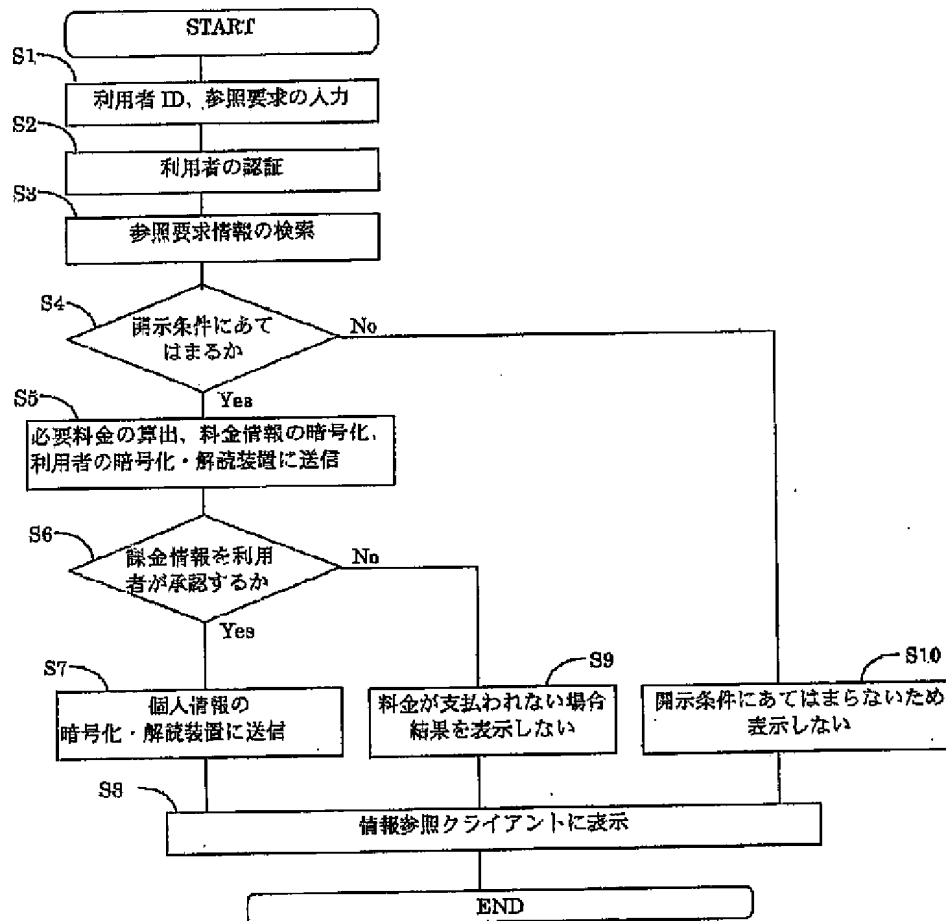 START
S1
利用者 ID、参照要求の入力
S2
利用者の認証
S3
参照要求情報の検索
S4
開示条件にあて
はまるか
No
Yes
S5
必要料金の算出、料金情報の暗号化、
利用者の暗号化・解読装置に送信
S6
課金情報を利用
者が承認するか
No
Yes
S7
個人情報の
暗号化・解読装置に送信
S9
料金が支払われない場合
結果を表示しない
S10
開示条件にあてはまらないため
表示しない
S8
情報参照クライアントに表示
END